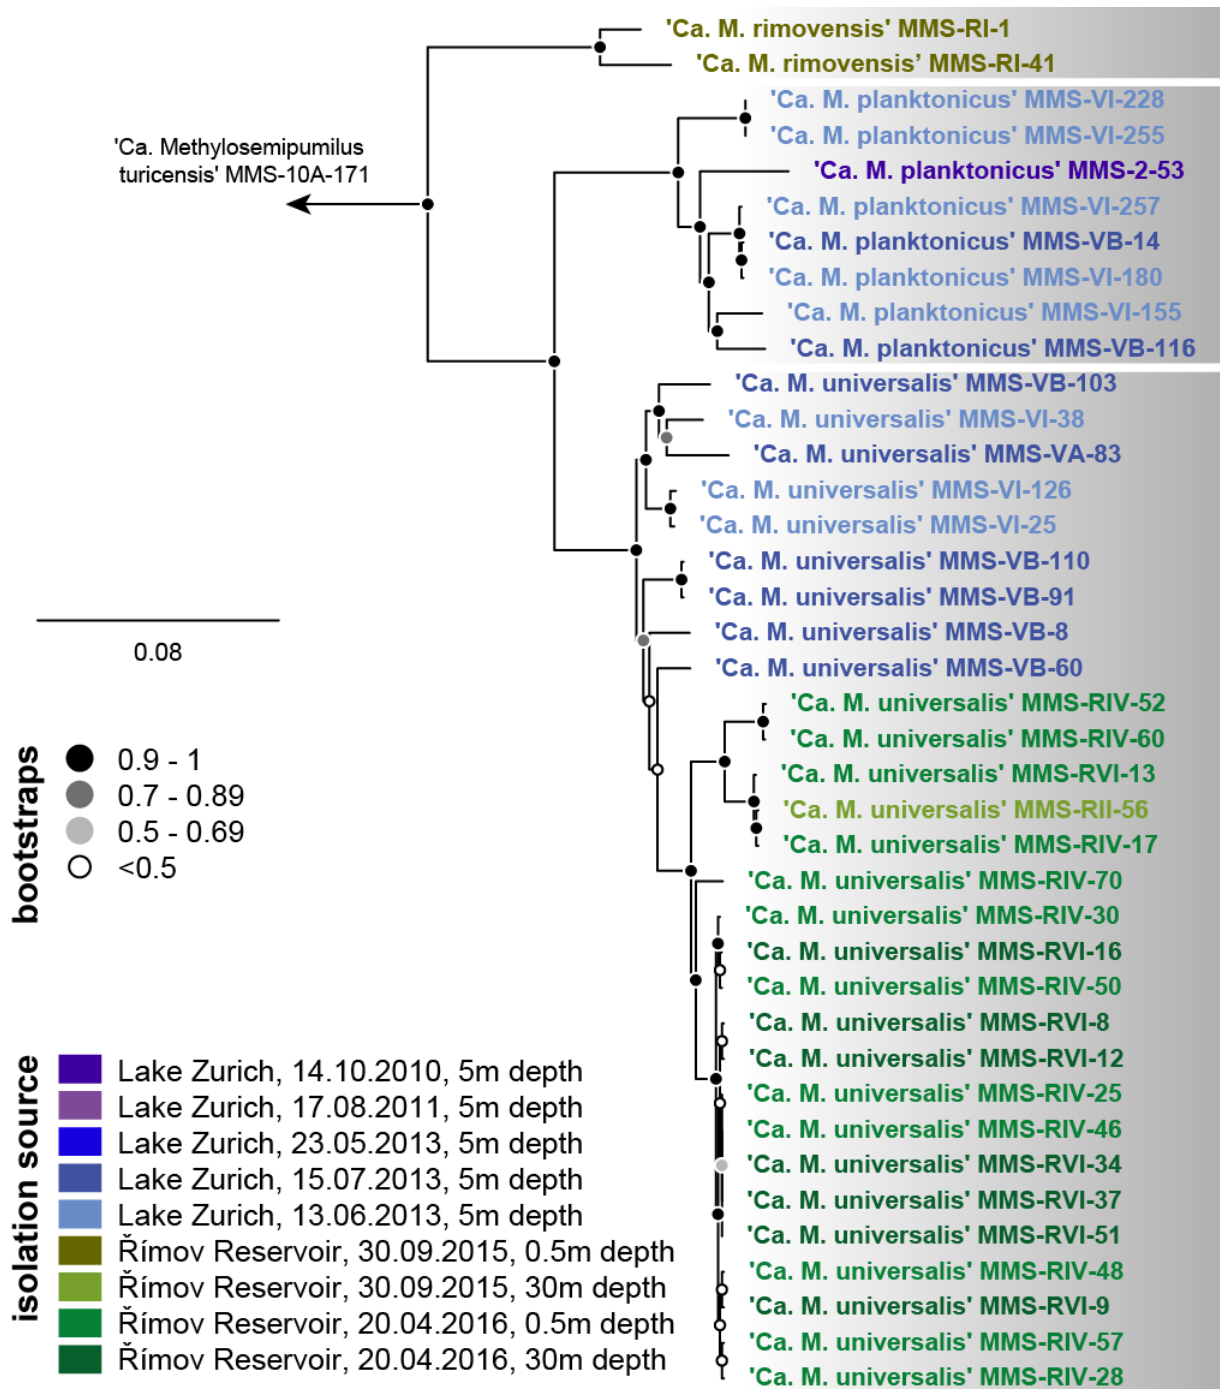 'Ca. M. rimovensis' MMS-RI-1
'Ca. M. rimovensis’ MMS-RI-41
'Ca. M. planktonicus' MMS-VI-228
'Ca. M. planktonicus' MMS-VI-255
'Ca. Methylosemipumilus
turicensis' MMS-10A-171
'Ca. M. planktonicus' MMS-2-53
'Ca. M. planktonicus' MMS-VI-257
'Ca. M. planktonicus' MMS-VB-14
'Ca. M. planktonicus' MMS-VI-180
'Ca. M. planktonicus' MMS-VI-155
'Ca. M. planktonicus' MMS-VB-116
'Ca. M. universalis' MMS-VB-103
'Ca. M. universalis' MMS-VI-38
'Ca. M. universalis' MMS-VA-83
'Ca. M. universalis' MMS-VI-126
'Ca. M. universalis' MMS-VI-25
'Ca. M. universalis' MMS-VB-110
'Ca. M. universalis' MMS-VB-91
'Ca. M. universalis' MMS-VB-8
'Ca. M. universalis' MMS-VB-60
'Ca. M. universalis' MMS-RIV-52
'Ca. M. universalis' MMS-RIV-60
'Ca. M. universalis' MMS-RVI-13
'Ca. M. universalis' MMS-RII-56
'Ca. M. universalis' MMS-RIV-17
'Ca. M. universalis' MMS-RIV-70
'Ca. M. universalis' MMS-RIV-30
'Ca. M. universalis' MMS-RVI-16
'Ca. M. universalis' MMS-RIV-50
'Ca. M. universalis' MMS-RVI-8
'Ca. M. universalis' MMS-RVI-12
'Ca. M. universalis' MMS-RIV-25
'Ca. M. universalis' MMS-RIV-46
'Ca. M. universalis' MMS-RVI-34
'Ca. M. universalis' MMS-RVI-37
'Ca. M. universalis' MMS-RVI-51
'Ca. M. universalis' MMS-RIV-48
'Ca. M. universalis' MMS-RVI-9
'Ca. M. universalis' MMS-RIV-57
'Ca. M. universalis' MMS-RIV-28
0.08
bootstraps
0.9 - 1
0.7 - 0.89
0.5 - 0.69
<0.5
isolation source
Lake Zurich, 14.10.2010, 5m depth
Lake Zurich, 17.08.2011, 5m depth
Lake Zurich, 23.05.2013, 5m depth
Lake Zurich, 15.07.2013, 5m depth
Lake Zurich, 13.06.2013, 5m depth
Římov Reservoir, 30.09.2015, 0.5m depth
Římov Reservoir, 30.09.2015, 30m depth
Římov Reservoir, 20.04.2016, 0.5m depth
Římov Reservoir, 20.04.2016, 30m depth